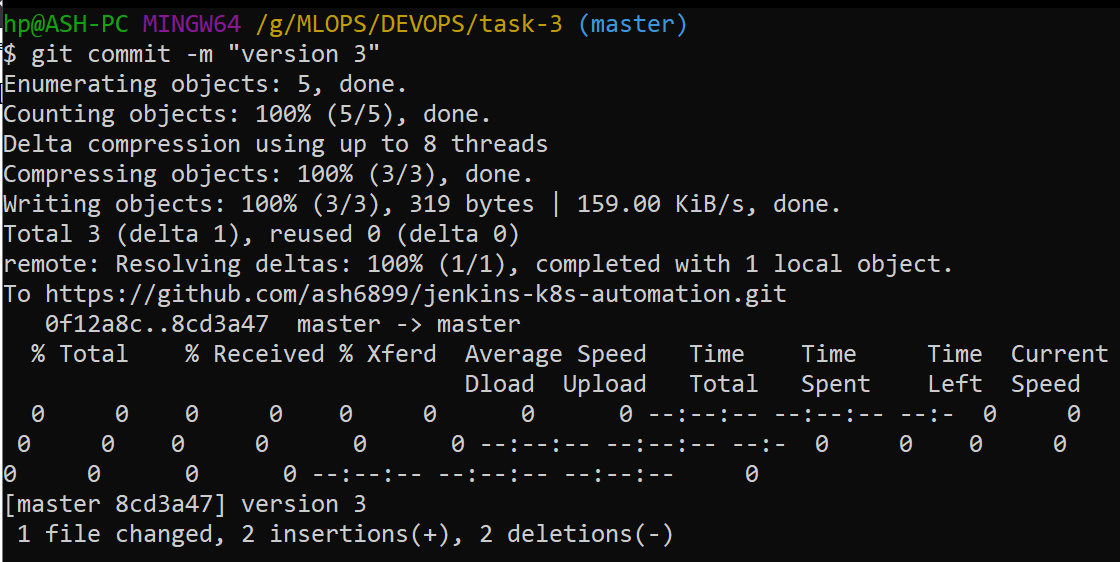 hp@ASH-PC MINGW64 /g/MLOPS/DEVOPS/task-3 (master)
$ git commit -m "version 3"
Enumerating objects: 5, done.
Counting objects: 100% (5/5), done.
Delta compression using up to 8 threads
Compressing objects: 100% (3/3), done.
Writing objects: 100% (3/3), 319 bytes | 159.00 KiB/s, done.
Total 3 (delta 1), reused 0 (delta 0)
remote: Resolving deltas: 100% (1/1), completed with 1 local object.
To https://github.com/ash6899/jenkins-k8s-automation.git
   0f12a8c..8cd3a47  master -> master
  % Total    % Received % Xferd  Average Speed   Time    Time     Time  Current
                                 Dload  Upload   Total   Spent    Left  Speed
  0     0    0     0    0     0      0      0 --:--:-- --:--:-- --:-  0     0
 0     0    0     0      0      0 --:--:-- --:--:-- --:-  0     0    0     0
0     0      0      0 --:--:-- --:--:-- --:--:--     0
[master 8cd3a47] version 3
 1 file changed, 2 insertions(+), 2 deletions(-)